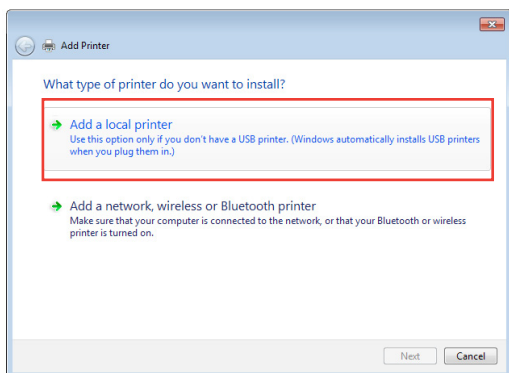 Add Printer
What type of printer do you want to install?
Add a local printer
Use this option only if you don't have a USB printer. (Windows automatically installs USB printers
when you plug them in.)
Add a network, wireless or Bluetooth printer
Make sure that your computer is connected to the network, or that your Bluetooth or wireless
printer is turned on.
Next Cancel